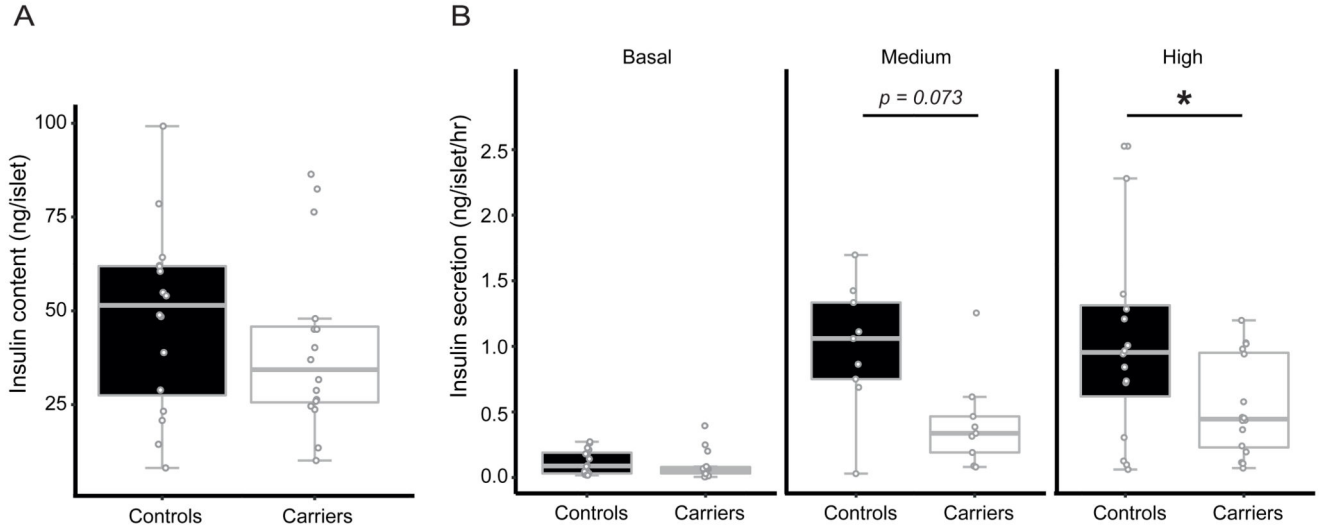 A
Insulin content (ng/islet)
100
75
50
25
Controls
Carriers
B
Insulin secretion (ng/islet/hr)
2.5
2.0
1.5
1.0
0.5
0.0
Basal
Controls
Carriers
Medium
p = 0.073
Controls
Carriers
High
*
Controls
Carriers